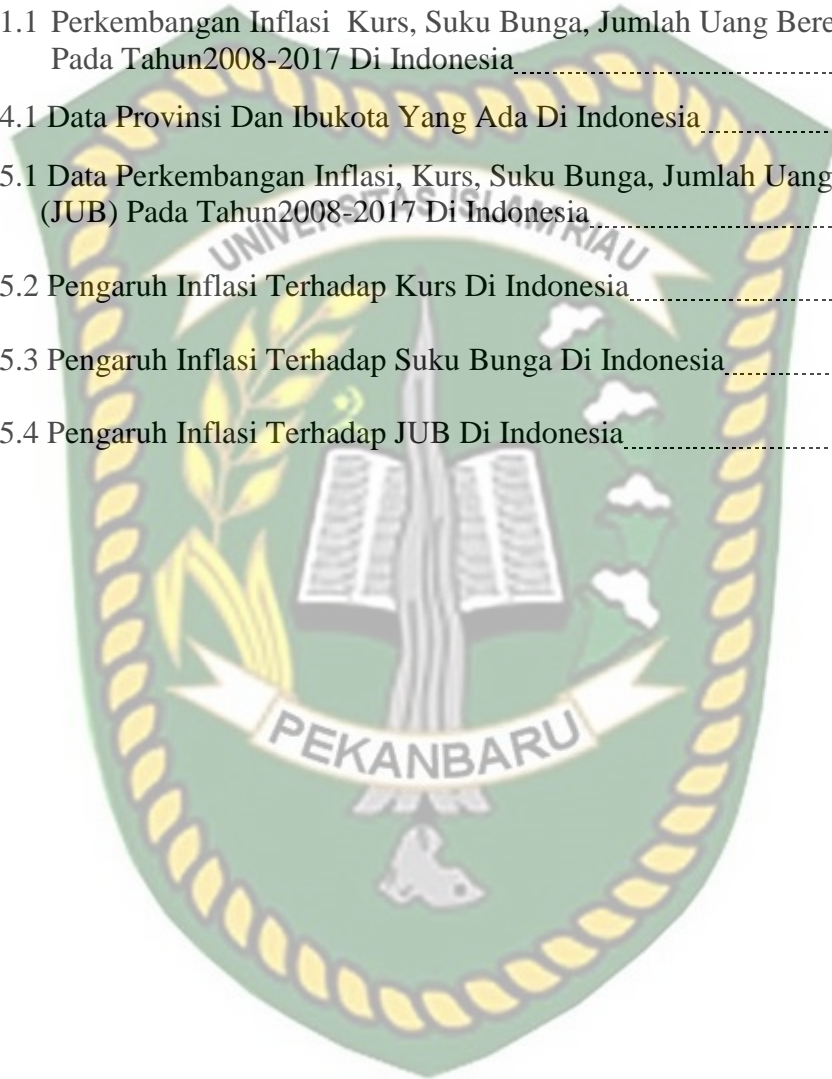 1.1 Perkembangan Inflasi Kurs, Suku Bunga, Jumlah Uang
Pada Tahun2008-2017 Di Indonesia
4.1 Data Provinsi Dan Ibukota Yang Ada Di Indonesia
5.1 Data Perkembangan Inflasi, Kurs, Suku Bunga, Jumlah Uang
(JUB) Pada Tahun2008-2017 Di Indonesia
UNIVERSITAS ISLAM RIAU
5.2 Pengaruh Inflasi Terhadap Kurs Di Indonesia
5.3 Pengaruh Inflasi Terhadap Suku Bunga Di Indonesia
5.4 Pengaruh Inflasi Terhadap JUB Di Indonesia
PEKANBARU